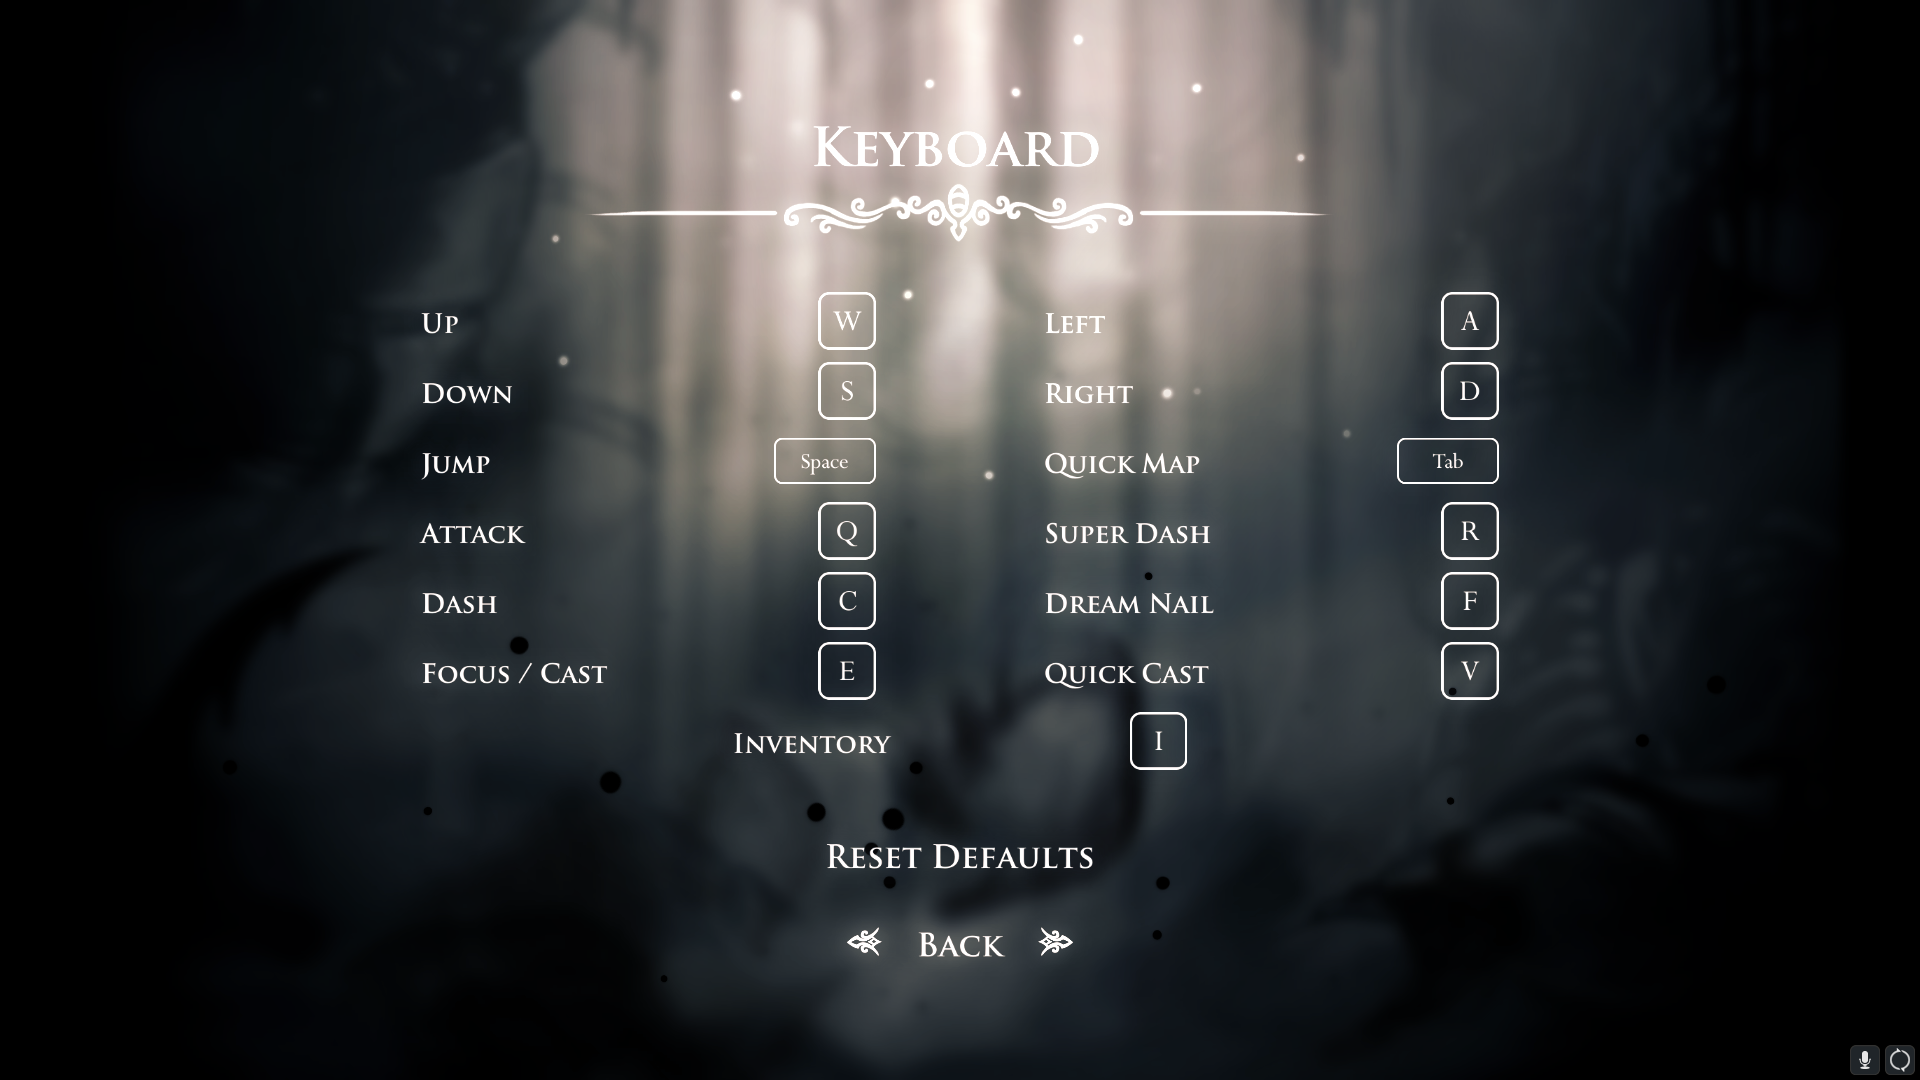 Keyboard
Up W Left A
Down S Right D
Jump Space Quick Map Tab
Attack Q Super Dash R
Dash C Dream Nail F
Focus / Cast E Quick Cast V
Inventory I
Reset Defaults
Back